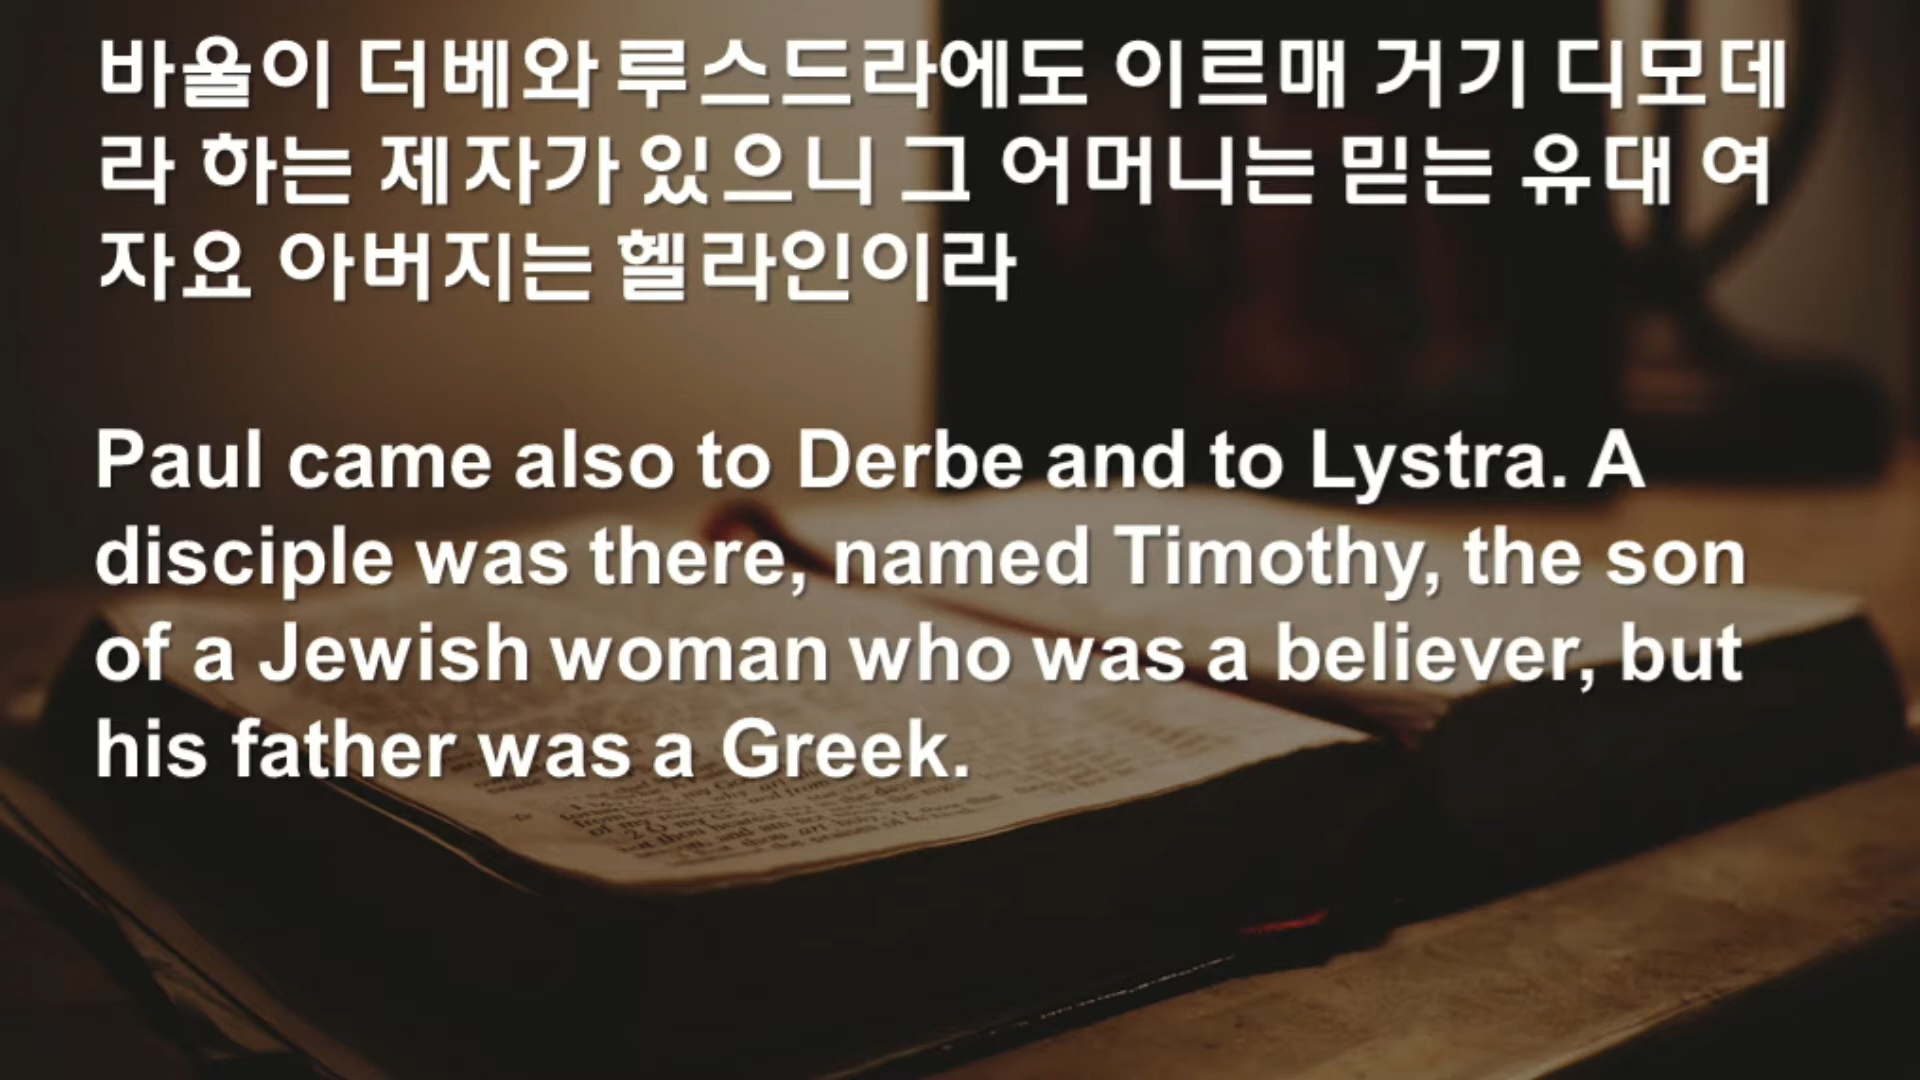 바울이 더베와 루스드라에도 이르매 거기 디모데
라 하는 제자가 있으니 그 어머니는 믿는 유대 여
자요 아버지는 헬라인이라
Paul came also to Derbe and to Lystra. A
disciple was there, named Timothy, the son
of a Jewish woman who was a believer, but
his father was a Greek.